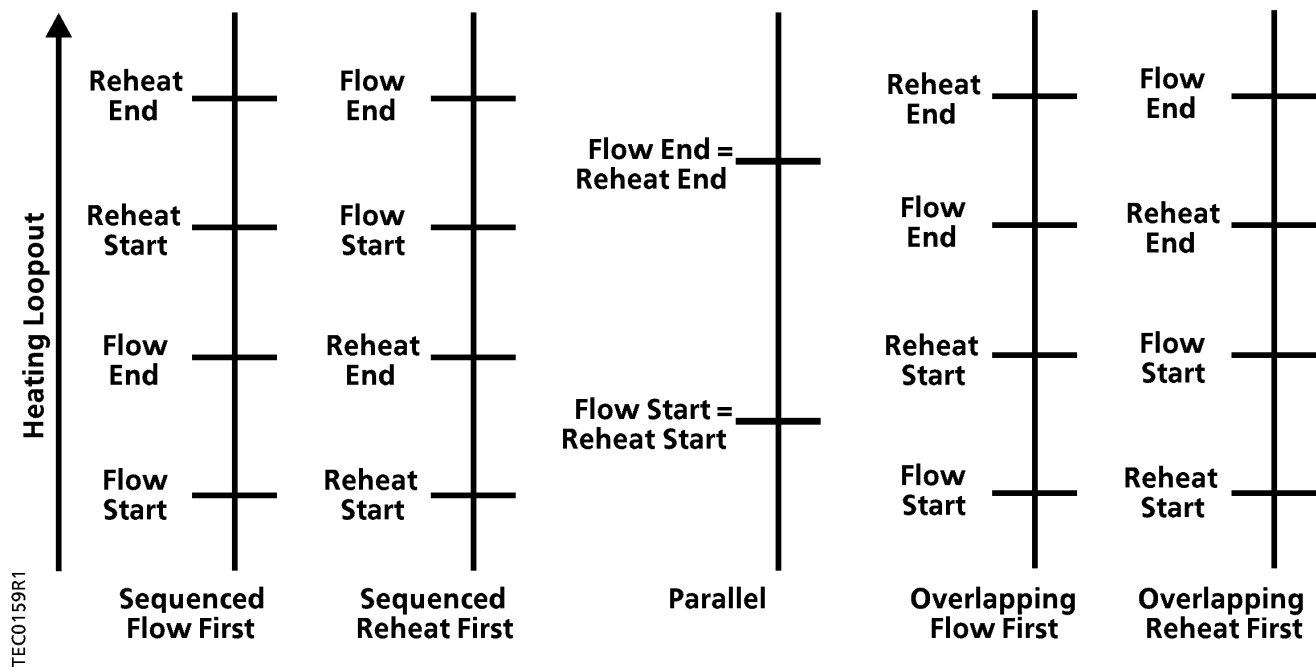 Heating Loopout
Reheat
End
Reheat
Start
Flow
End
Flow
Start
Sequenced
Flow First
Flow
End
Flow
Start
Reheat
End
Reheat
Start
Sequenced
Reheat First
Flow End =
Reheat End
Flow Start =
Reheat Start
Parallel
Reheat
End
Flow
End
Reheat
Start
Flow
Start
Overlapping
Flow First
Flow
End
Reheat
End
Flow
Start
Reheat
Start
Overlapping
Reheat First
TEC0159R1